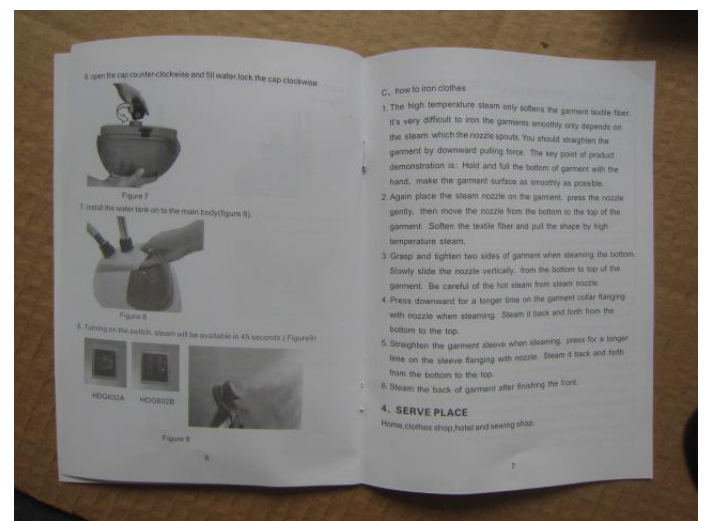 6. open the cap counter-clockwise and fill water,lock the cap clockwise.
Figure 7
7. Install the water tank on to the main body(figure 8).
Figure 8
8. Turning on the switch, steam will be available in 45 seconds.( Figure9)
HDG602A
HDG602B
Figure 9
6
C、how to iron clothes
1. The high temperature steam only softens the garment textile fiber.
It's very difficult to iron the garments smoothly only depends on
the steam which the nozzle spouts. You should straighten the
garment by downward pulling force. The key point of product
demonstration is: Hold and full the bottom of garment with the
hand, make the garment surface as smoothly as possible.
2. Again place the steam nozzle on the garment, press the nozzle
gently, then move the nozzle from the bottom to the top of the
garment. Soften the textile fiber and pull the shape by high
temperature steam.
3. Grasp and tighten two sides of garment when steaming the bottom.
Slowly slide the nozzle vertically, from the bottom to top of the
garment. Be careful of the hot steam from steam nozzle.
4. Press downward for a longer time on the garment collar flanging
with nozzle when steaming. Steam it back and forth from the
bottom to the top.
5. Straighten the garment sleeve when steaming, press for a longer
time on the sleeve flanging with nozzle. Steam it back and forth
from the bottom to the top.
6. Steam the back of garment after finishing the front.
4、SERVE PLACE
Home,clothes shop,hotel and sewing shop.
7